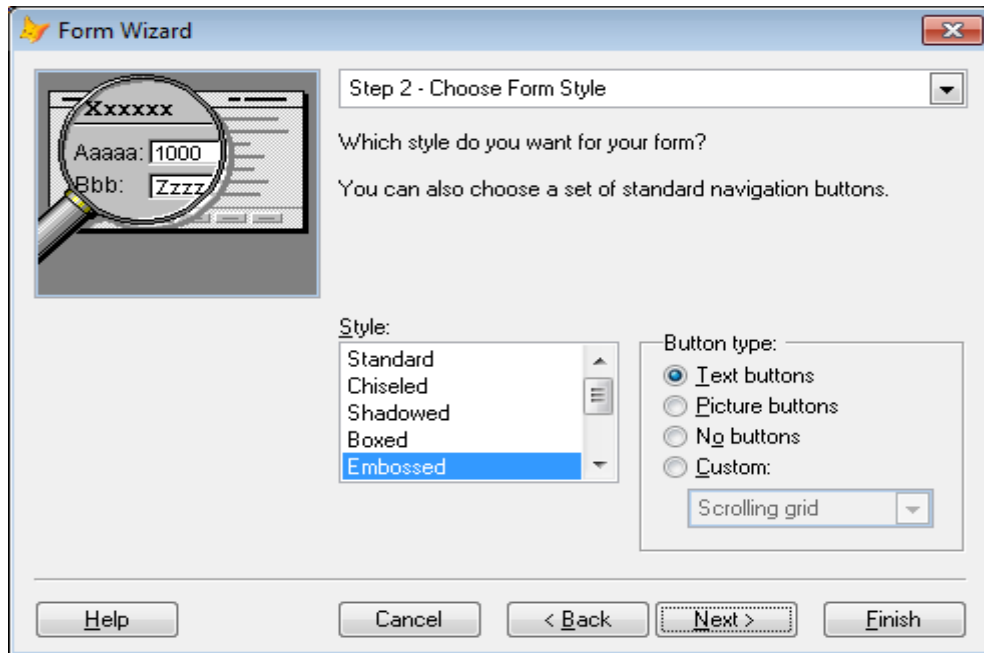 Form Wizard
Xxxxxx
Aaaaa: 1000
Bbb: Zzzz
Step 2 - Choose Form Style
Which style do you want for your form?
You can also choose a set of standard navigation buttons.
Style:
Standard
Chiseled
Shadowed
Boxed
Embossed
Button type:
Text buttons
Picture buttons
No buttons
Custom:
Scrolling grid
Help
Cancel
< Back
Next >
Finish